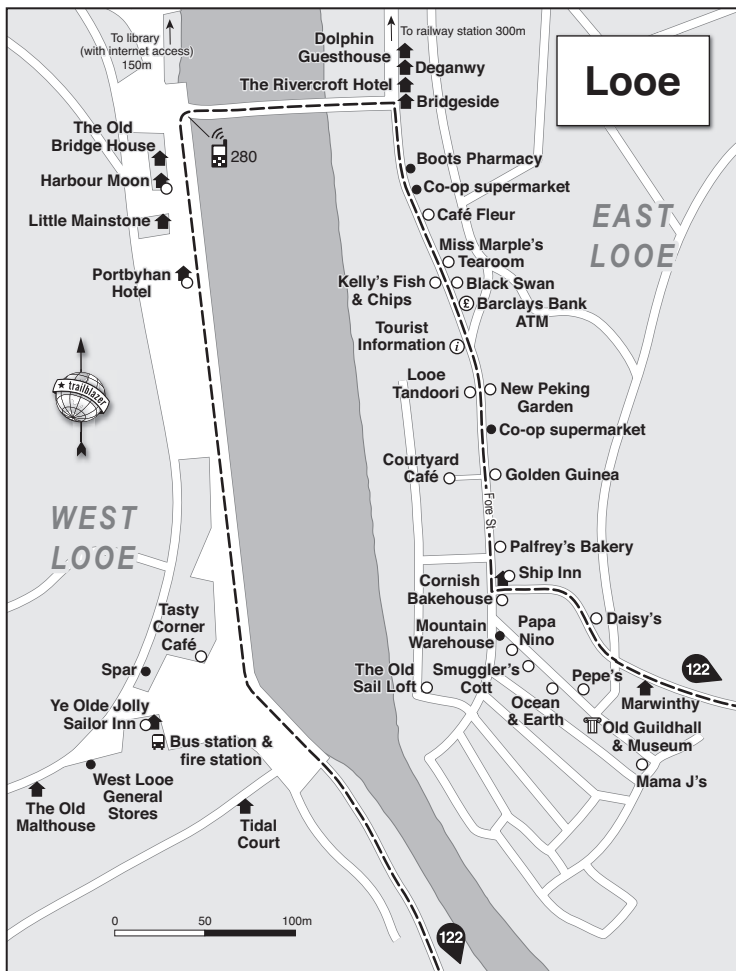 Looe
To library
(with internet access)
150m
To railway station 300m
Dolphin
Guesthouse
Deganwy
The Rivercroft Hotel
Bridgeside
The Old
Bridge House
280
Harbour Moon
Boots Pharmacy
Co-op supermarket
Little Mainstone
Café Fleur
EAST
LOOE
Miss Marple's
Tearoom
Portbyhan
Hotel
Kelly's Fish
& Chips
Black Swan
£
Barclays Bank
ATM
Tourist
Information
i
★ trailblazer
Looe
Tandoori
New Peking
Garden
Co-op supermarket
Courtyard
Café
Golden Guinea
Fore St
WEST
LOOE
Palfrey's Bakery
Ship Inn
Cornish
Bakehouse
Tasty
Corner
Café
Daisy's
Mountain
Warehouse
Papa
Nino
Spar
The Old
Sail Loft
Smuggler's
Cott
Pepe's
122
Marwinthy
Ocean
& Earth
Ye Olde Jolly
Sailor Inn
Old Guildhall
& Museum
Bus station &
fire station
West Looe
General
Stores
Mama J's
The Old
Malthouse
Tidal
Court
0 50 100m
122